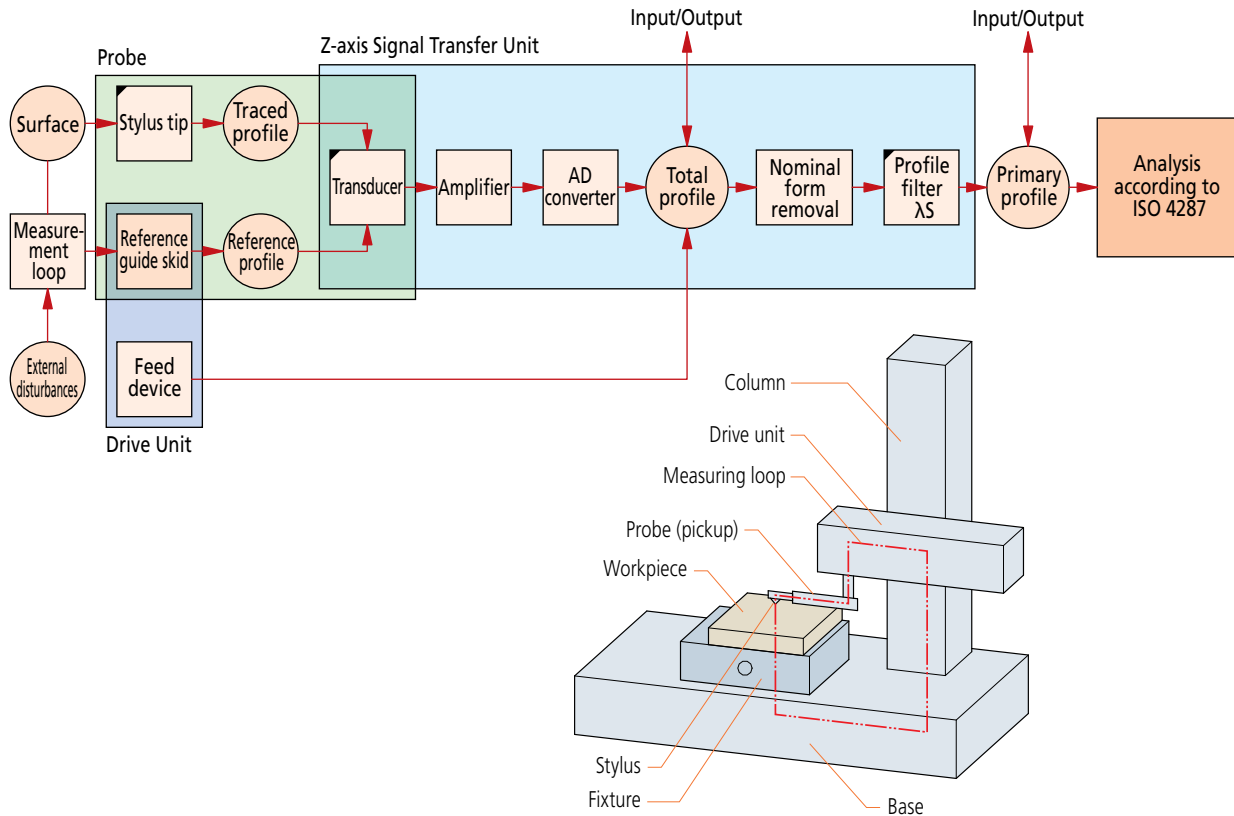 Input/Output
Input/Output
Z-axis Signal Transfer Unit
Probe
Surface
Stylus tip
Traced
profile
Transducer
Amplifier
AD
converter
Total
profile
Nominal
form
removal
Profile
filter
λS
Primary
profile
Analysis
according to
ISO 4287
Measure-
ment
loop
Reference
guide skid
Reference
profile
External
disturbances
Feed
device
Drive Unit
Column
Drive unit
Measuring loop
Probe (pickup)
Workpiece
Stylus
Fixture
Base